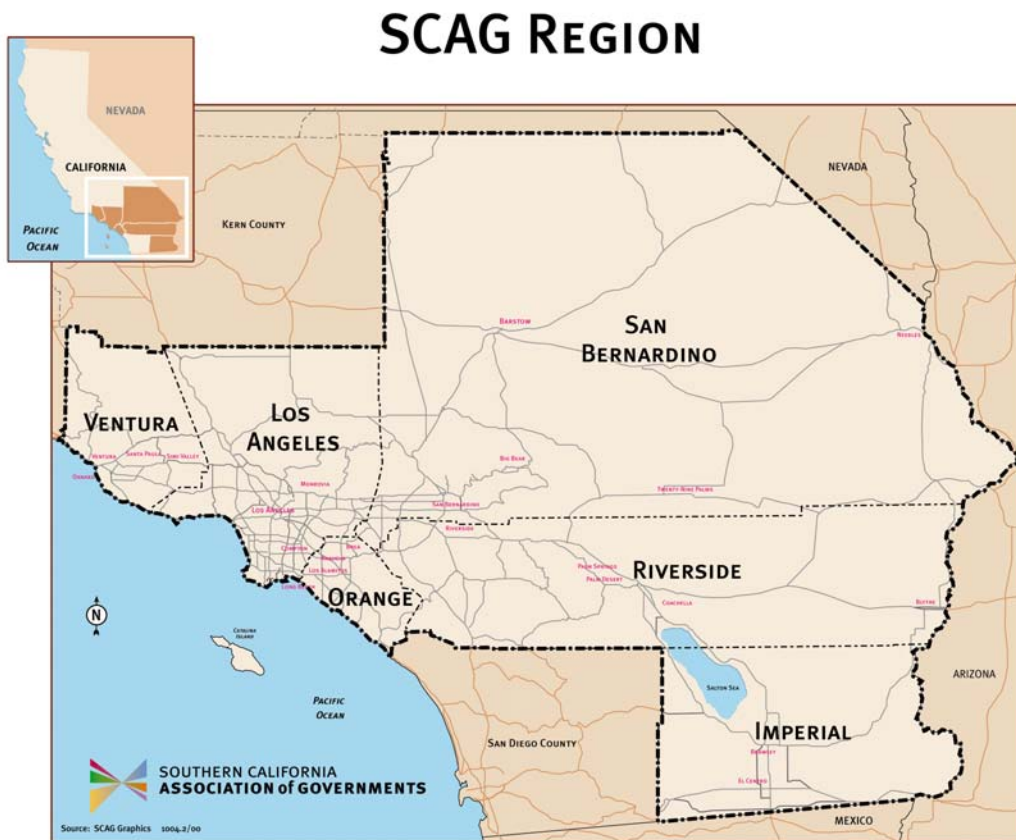 SCAG REGION
NEVADA
CALIFORNIA
PACIFIC
OCEAN
KERN COUNTY
NEVADA
BARSTOW
SAN
BERNARDINO
NEEDLES
VENTURA
LOS
ANGELES
VENTURA
SANTA PAULA
SIMI VALLEY
OXNARD
BIG BEAR
MONROVIA
TWENTY-NINE PALMS
LOS ANGELES
SAN BERNARDINO
RIVERSIDE
COMPTON
BREA
ANAHEIM
LOS ALAMITOS
LONG BEACH
ORANGE
PALM SPRINGS
PALM DESERT
RIVERSIDE
COACHELLA
BLYTHE
N
CATALINA
ISLAND
PACIFIC
OCEAN
SALTON SEA
ARIZONA
SAN DIEGO COUNTY
IMPERIAL
BRAWLEY
EL CENTRO
MEXICO
SOUTHERN CALIFORNIA
ASSOCIATION of GOVERNMENTS
Source: SCAG Graphics 1004.2/00